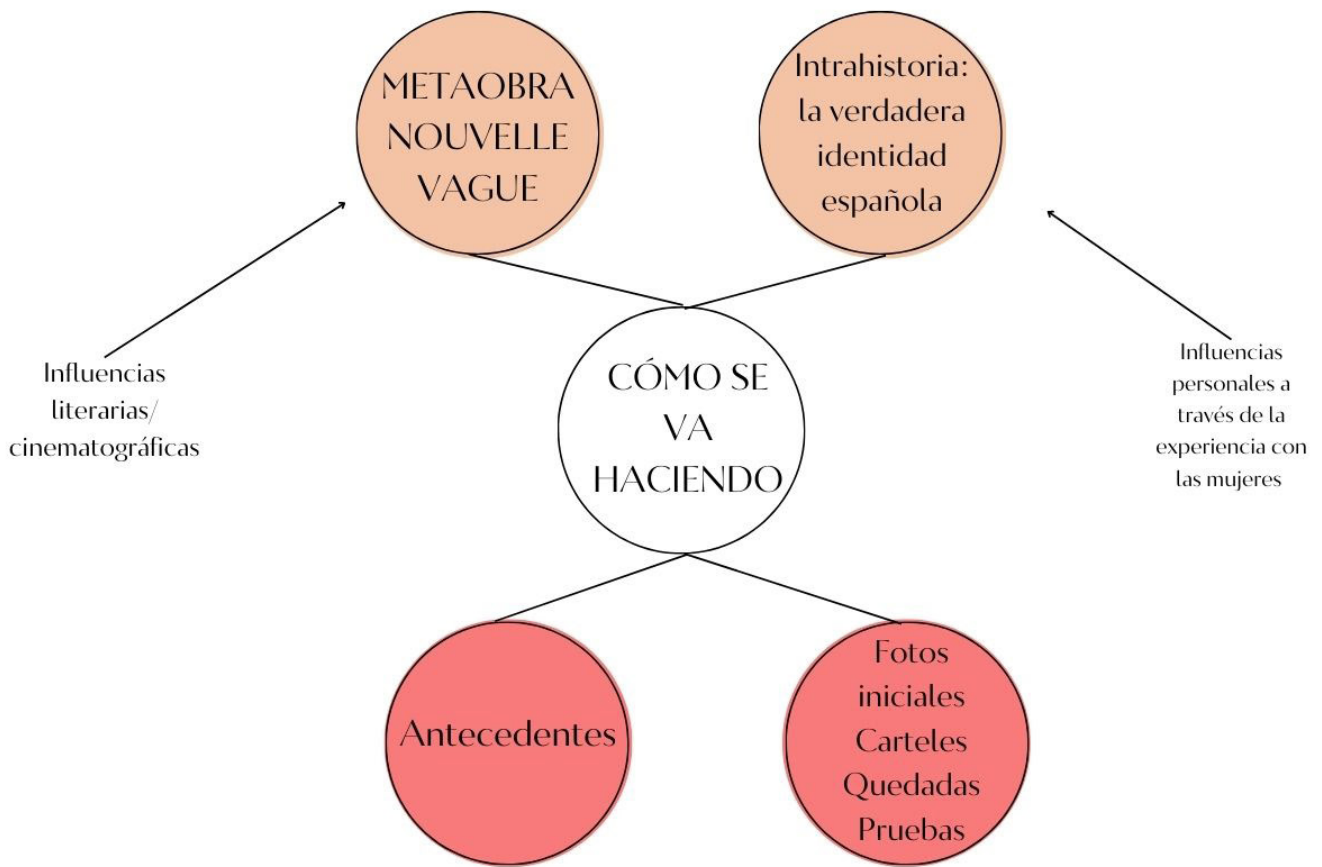 METAOBRA
NOUVELLE
VAGUE
Intrahistoria:
la verdadera
identidad
española
Influencias
literarias/
cinematográficas
CÓMO SE
VA
HACIENDO
Influencias
personales a
través de la
experiencia con
las mujeres
Antecedentes
Fotos
iniciales
Carteles
Quedadas
Pruebas